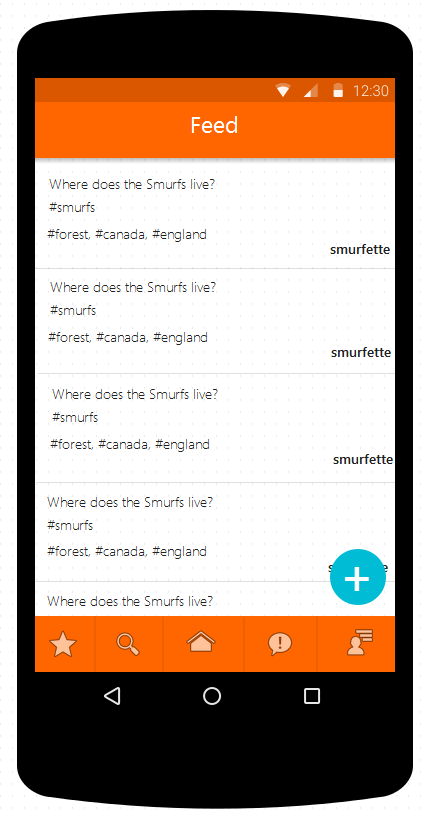 12:30
Feed
Where does the Smurfs live?
#smurfs
#forest, #canada, #england
smurfette
Where does the Smurfs live?
#smurfs
#forest, #canada, #england
smurfette
Where does the Smurfs live?
#smurfs
#forest, #canada, #england
smurfette
Where does the Smurfs live?
#smurfs
#forest, #canada, #england
Where does the Smurfs live?